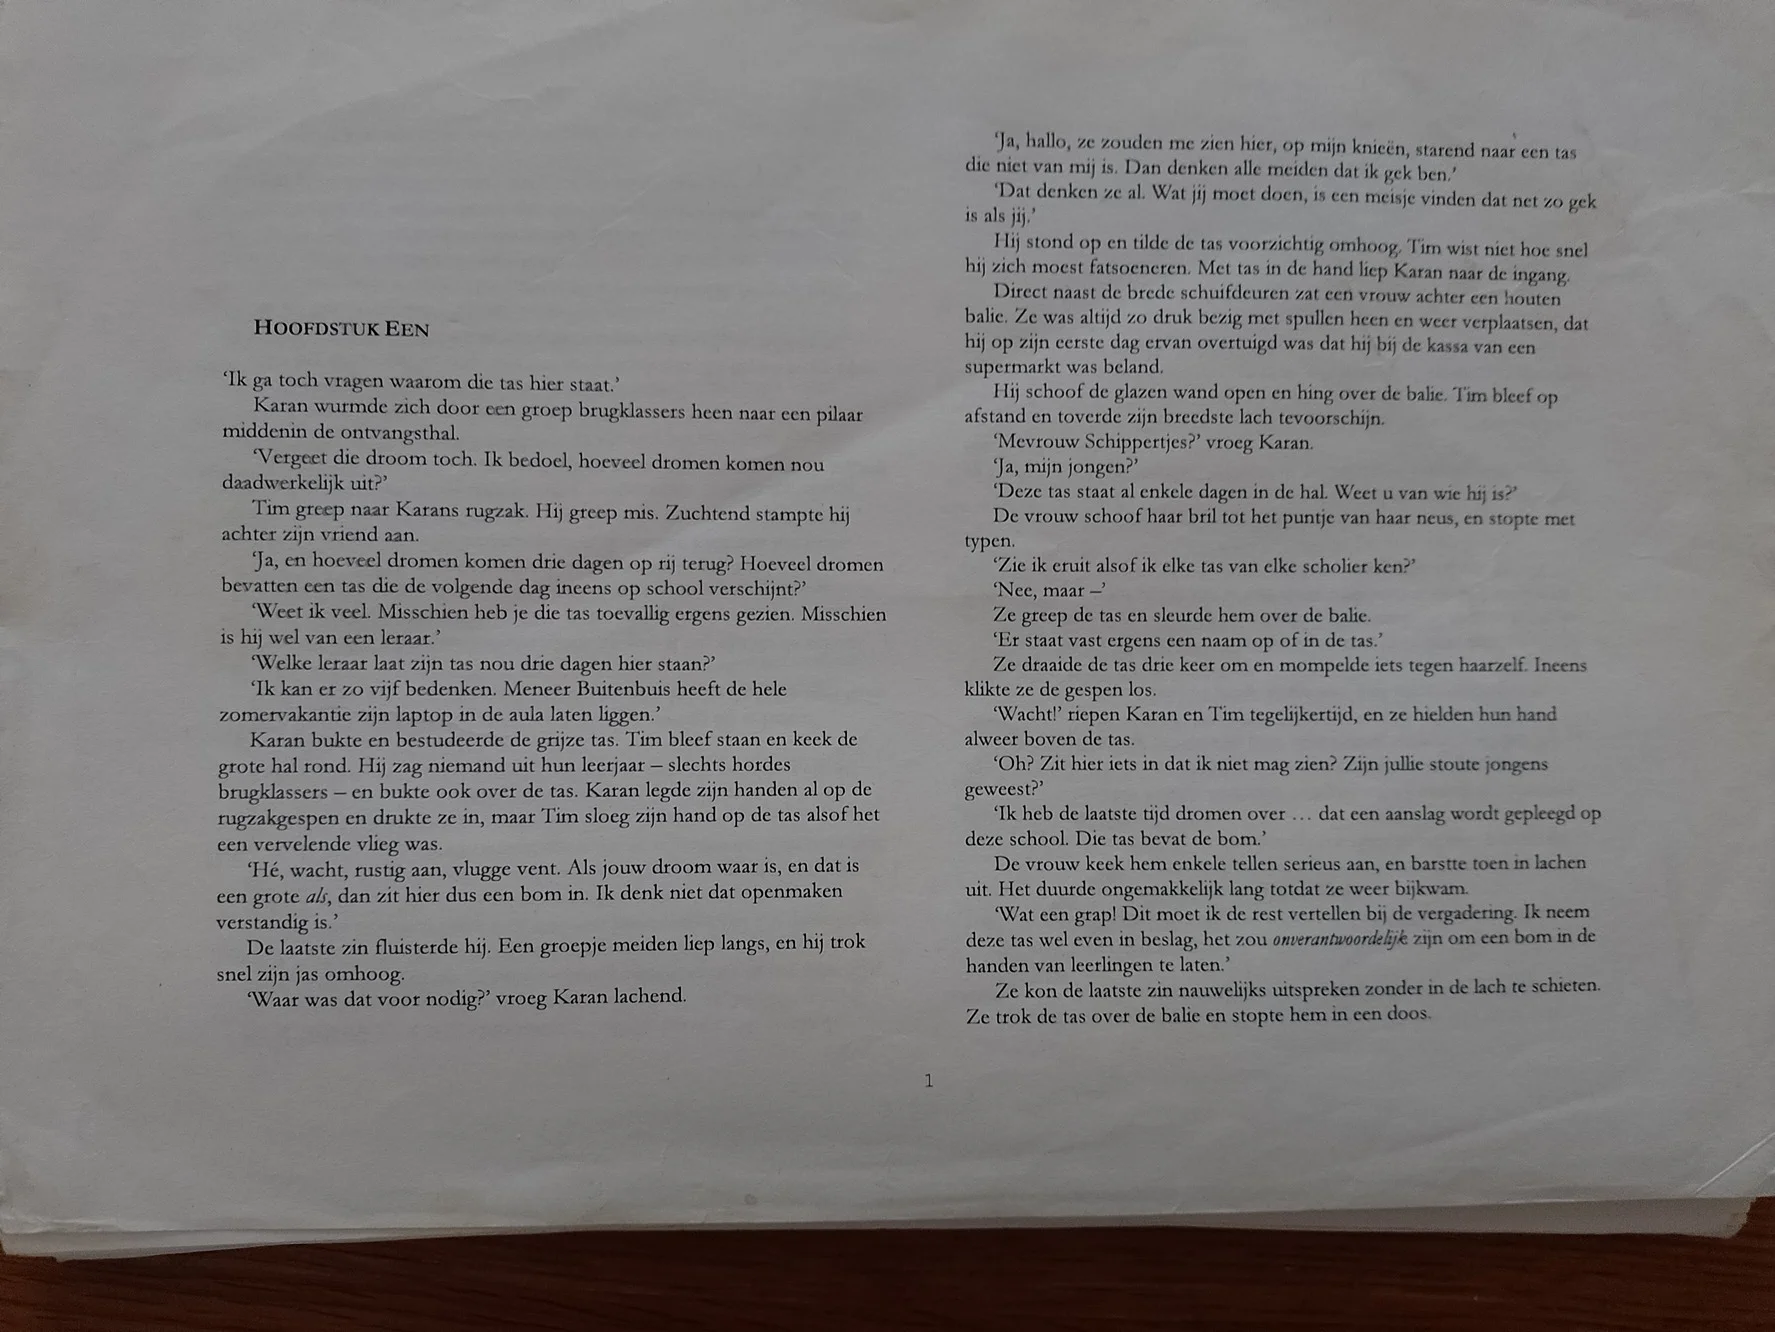 HOOFDSTUK EEN
‘Ik ga toch vragen waarom die tas hier staat.’
Karan wurmde zich door een groep brugklassers heen naar een pilaar
middenin de ontvangsthal.
‘Vergeet die droom toch. Ik bedoel, hoeveel dromen komen nou
daadwerkelijk uit?’
Tim greep naar Karans rugzak. Hij greep mis. Zuchtend stampte hij
achter zijn vriend aan.
‘Ja, en hoeveel dromen komen drie dagen op rij terug? Hoeveel dromen
bevatten een tas die de volgende dag ineens op school verschijnt?’
‘Weet ik veel. Misschien heb je die tas toevallig ergens gezien. Misschien
is hij wel van een leraar.’
‘Welke leraar laat zijn tas nou drie dagen hier staan?’
‘Ik kan er zo vijf bedenken. Meneer Buitenbuis heeft de hele
zomervakantie zijn laptop in de aula laten liggen.’
Karan bukte en bestudeerde de grijze tas. Tim bleef staan en keek de
grote hal rond. Hij zag niemand uit hun leerjaar – slechts hordes
brugklassers – en bukte ook over de tas. Karan legde zijn handen al op de
rugzakgespen en drukte ze in, maar Tim sloeg zijn hand op de tas alsof het
een vervelende vlieg was.
‘Hé, wacht, rustig aan, vlugge vent. Als jouw droom waar is, en dat is
een grote als, dan zit hier dus een bom in. Ik denk niet dat openmaken
verstandig is.’
De laatste zin fluisterde hij. Een groepje meiden liep langs, en hij trok
snel zijn jas omhoog.
‘Waar was dat voor nodig?’ vroeg Karan lachend.
‘Ja, hallo, ze zouden me zien hier, op mijn knieën, starend naar een tas
die niet van mij is. Dan denken alle meiden dat ik gek ben.’
‘Dat denken ze al. Wat jij moet doen, is een meisje vinden dat net zo gek
is als jij.’
Hij stond op en tilde de tas voorzichtig omhoog. Tim wist niet hoe snel
hij zich moest fatsoeneren. Met tas in de hand liep Karan naar de ingang.
Direct naast de brede schuifdeuren zat een vrouw achter een houten
balie. Ze was altijd zo druk bezig met spullen heen en weer verplaatsen, dat
hij op zijn eerste dag ervan overtuigd was dat hij bij de kassa van een
supermarkt was beland.
Hij schoof de glazen wand open en hing over de balie. Tim bleef op
afstand en toverde zijn breedste lach tevoorschijn.
‘Mevrouw Schippertjes?’ vroeg Karan.
‘Ja, mijn jongen?’
‘Deze tas staat al enkele dagen in de hal. Weet u van wie hij is?’
De vrouw schoof haar bril tot het puntje van haar neus, en stopte met
typen.
‘Zie ik eruit alsof ik elke tas van elke scholier ken?’
‘Nee, maar –’
Ze greep de tas en sleurde hem over de balie.
‘Er staat vast ergens een naam op of in de tas.’
Ze draaide de tas drie keer om en mompelde iets tegen haarzelf. Ineens
klikte ze de gespen los.
‘Wacht!’ riepen Karan en Tim tegelijkertijd, en ze hielden hun hand
alweer boven de tas.
‘Oh? Zit hier iets in dat ik niet mag zien? Zijn jullie stoute jongens
geweest?’
‘Ik heb de laatste tijd dromen over … dat een aanslag wordt gepleegd op
deze school. Die tas bevat de bom.’
De vrouw keek hem enkele tellen serieus aan, en barstte toen in lachen
uit. Het duurde ongemakkelijk lang totdat ze weer bijkwam.
‘Wat een grap! Dit moet ik de rest vertellen bij de vergadering. Ik neem
deze tas wel even in beslag, het zou onverantwoordelijk zijn om een bom in de
handen van leerlingen te laten.’
Ze kon de laatste zin nauwelijks uitspreken zonder in de lach te schieten.
Ze trok de tas over de balie en stopte hem in een doos.
1